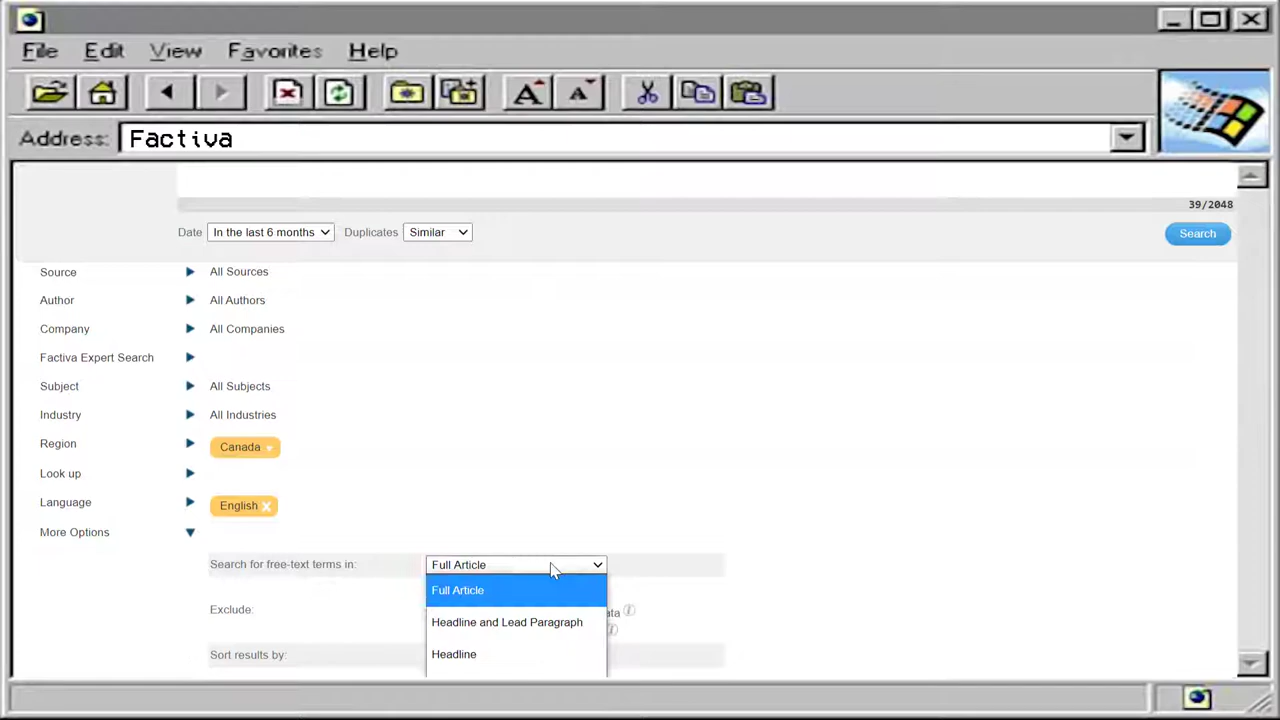 File Edit View Favorites Help
Address: Factiva
39/2048
Date In the last 6 months Duplicates Similar Search
Source All Sources
Author All Authors
Company All Companies
Factiva Expert Search
Subject All Subjects
Industry All Industries
Region Canada
Look up
Language English
More Options
Search for free-text terms in: Full Article
Full Article
Exclude: ata
Headline and Lead Paragraph
Sort results by: Headline